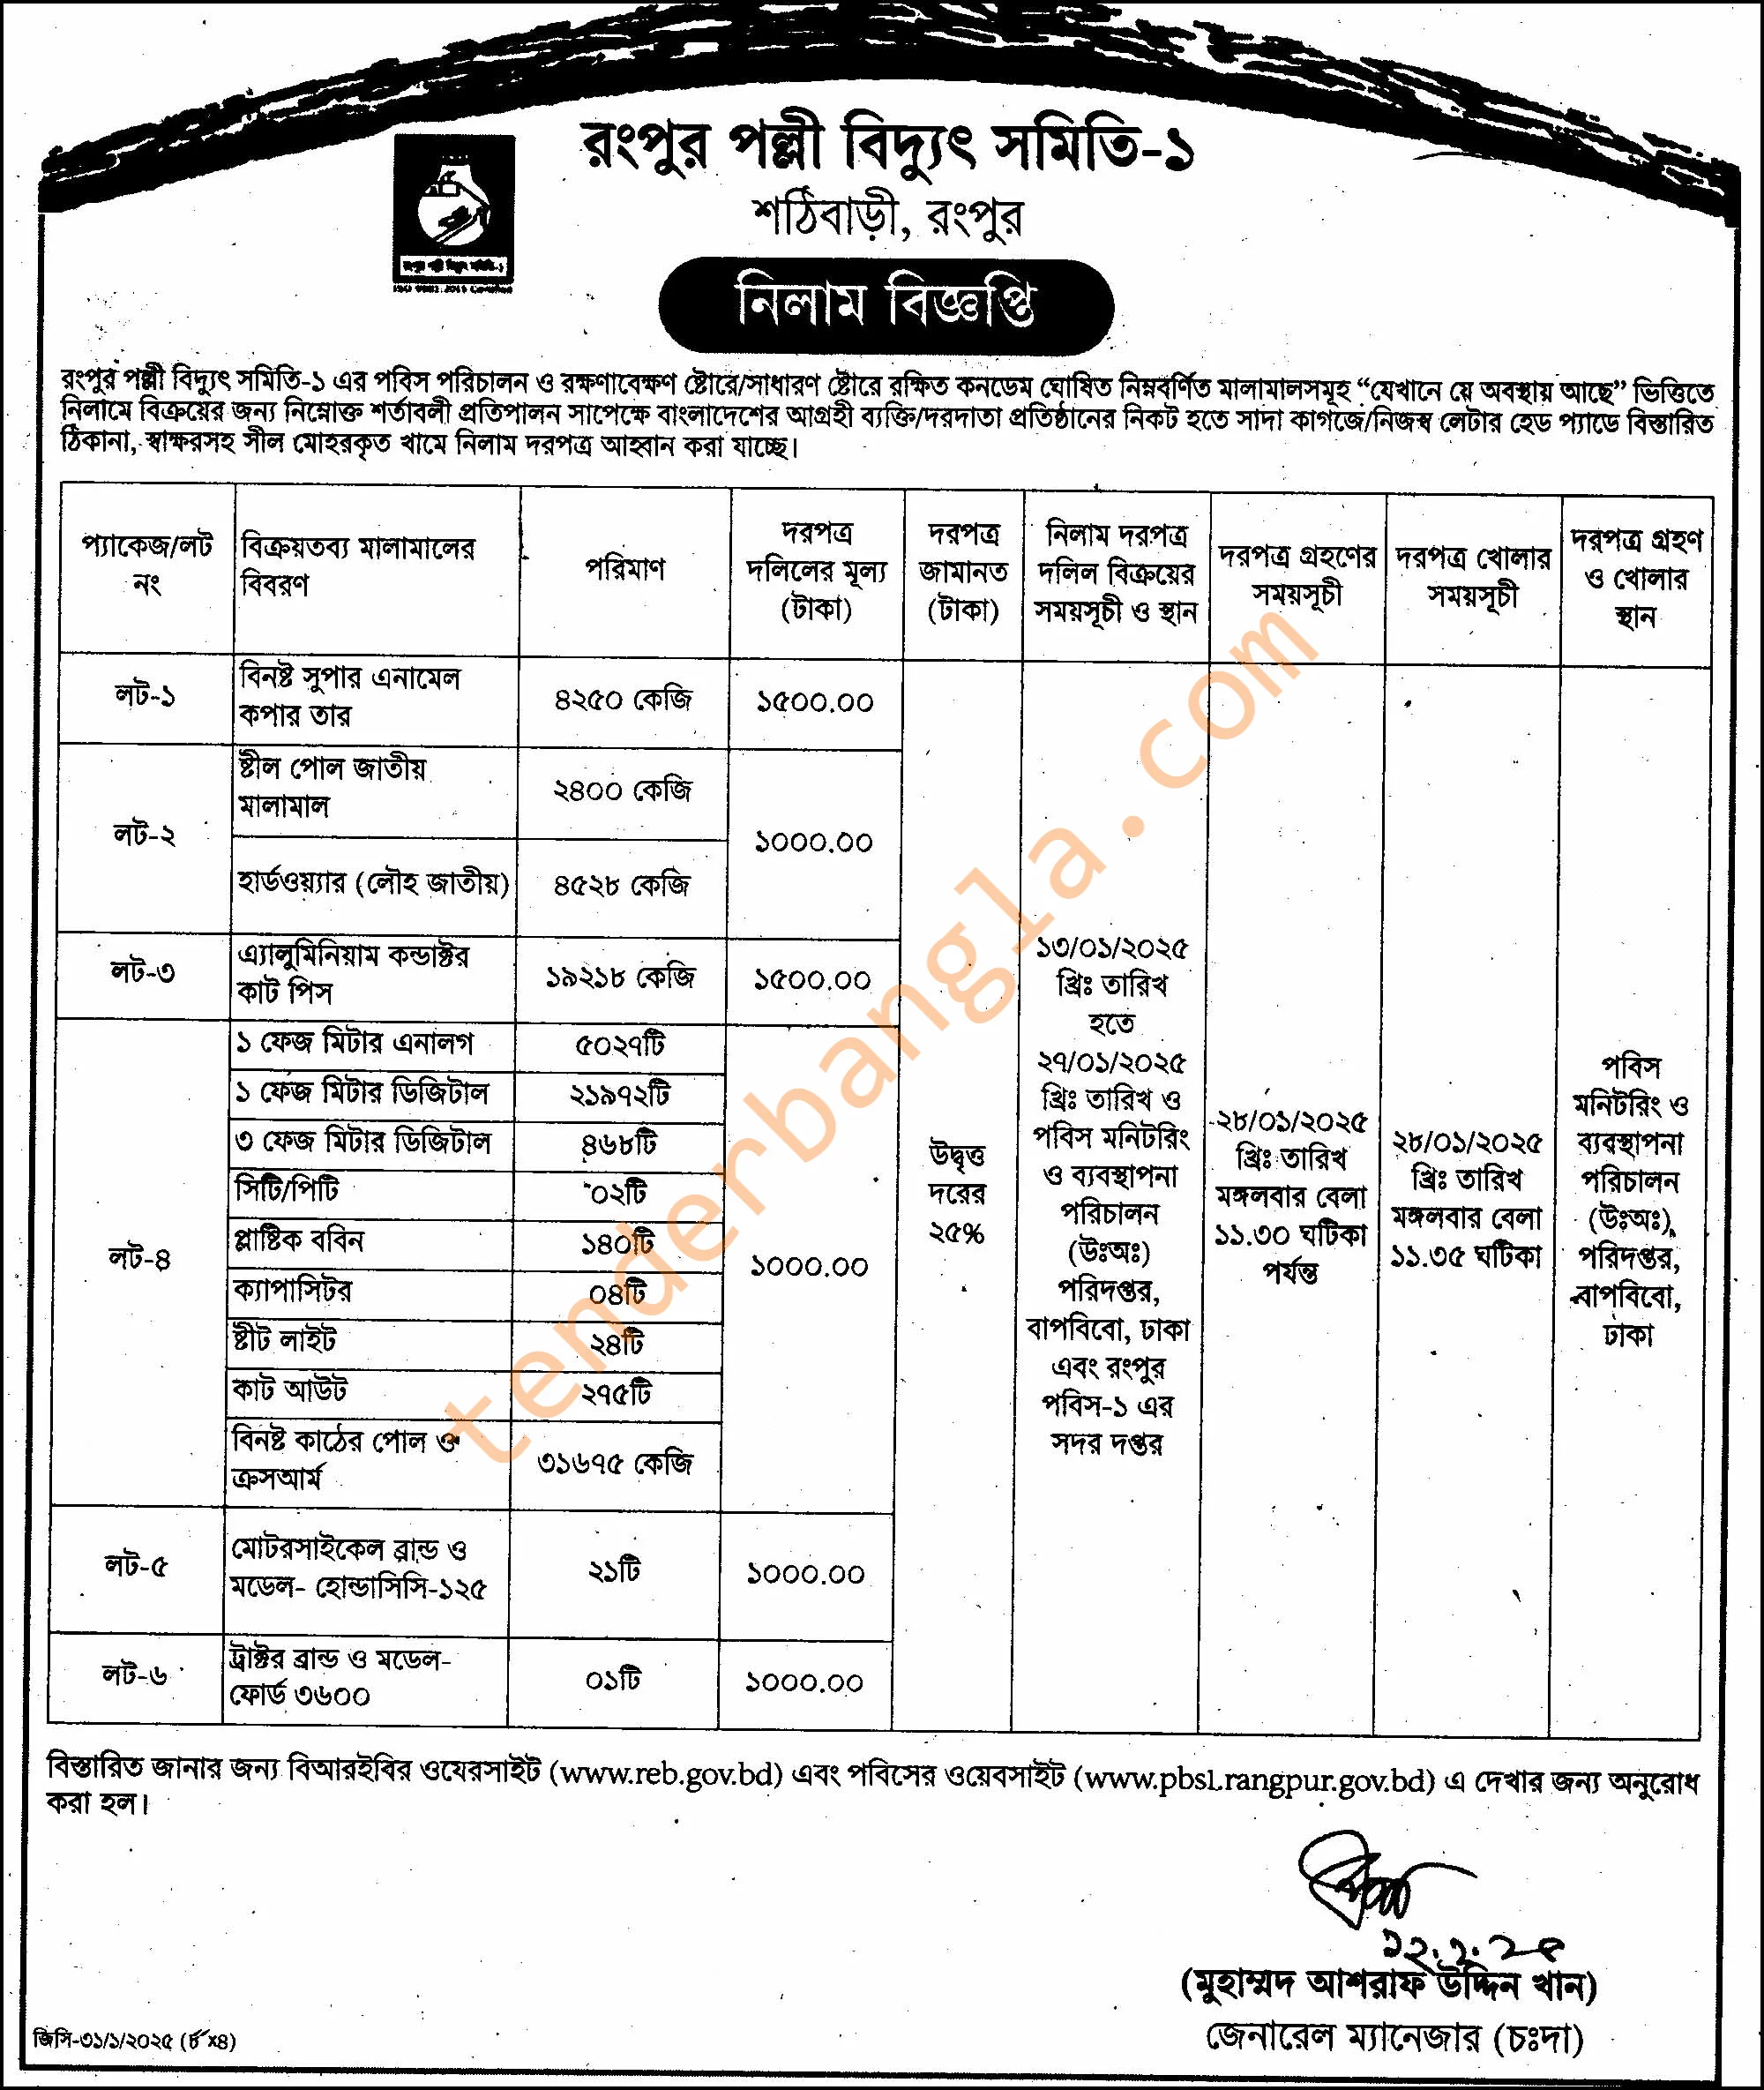 রংপুর পল্লী বিদ্যুৎ সমিতি-১
শঠিবাড়ী, রংপুর
রংপুর পল্লী বিদ্যুৎ সমিতি-১
ISO 9001:2015 Certified
নিলাম বিজ্ঞপ্তি
রংপুর পল্লী বিদ্যুৎ সমিতি-১ এর পবিস পরিচালন ও রক্ষণাবেক্ষণ ষ্টোরে/সাধারণ ষ্টোরে রক্ষিত কনডেম ঘোষিত নিম্নবর্ণিত মালামালসমূহ “যেখানে যে অবস্থায় আছে” ভিত্তিতে
নিলামে বিক্রয়ের জন্য নিম্নোক্ত শর্তাবলী প্রতিপালন সাপেক্ষে বাংলাদেশের আগ্রহী ব্যক্তি/দরদাতা প্রতিষ্ঠানের নিকট হতে সাদা কাগজে/নিজস্ব লেটার হেড প্যাডে বিস্তারিত
ঠিকানা, স্বাক্ষরসহ সীল মোহরকৃত খামে নিলাম দরপত্র আহ্বান করা যাচ্ছে।
প্যাকেজ/লট
নং
বিক্রয়তব্য মালামালের
বিবরণ
পরিমাণ
দরপত্র
দলিলের মূল্য
(টাকা)
দরপত্র
জামানত
(টাকা)
নিলাম দরপত্র
দলিল বিক্রয়ের
সময়সূচী ও স্থান
দরপত্র গ্রহণের
সময়সূচী
দরপত্র খোলার
সময়সূচী
দরপত্র গ্রহণ
ও খোলার
স্থান
লট-১
বিনষ্ট সুপার এনামেল
কপার তার
৪২৫০ কেজি
১৫০০.০০
লট-২
ষ্টীল পোল জাতীয়
মালামাল
২৪০০ কেজি
১০০০.০০
হার্ডওয়্যার (লৌহ জাতীয়)
৪৫২৮ কেজি
লট-৩
এ্যালুমিনিয়াম কন্ডাক্টর
কাট পিস
১৯২১৮ কেজি
১৫০০.০০
লট-৪
১ ফেজ মিটার এনালগ
৫০২৭টি
১ ফেজ মিটার ডিজিটাল
২১৯৭২টি
৩ ফেজ মিটার ডিজিটাল
৪৬৮টি
সিটি/পিটি
০২টি
প্লাষ্টিক ববিন
১৪০টি
ক্যাপাসিটর
০৪টি
ষ্টীট লাইট
২৪টি
কাট আউট
২৭৫টি
বিনষ্ট কাঠের পোল ও
ক্রসআর্ম
৩১৬৭৫ কেজি
১০০০.০০
লট-৫
মোটরসাইকেল ব্রান্ড ও
মডেল- হোন্ডাসিসি-১২৫
২১টি
১০০০.০০
লট-৬
ট্রাক্টর ব্রান্ড ও মডেল-
ফোর্ড ৩৬০০
০১টি
১০০০.০০
উদ্বৃত্ত
দরের
২৫%
১৩/০১/২০২৫
খ্রিঃ তারিখ
হতে
২৭/০১/২০২৫
খ্রিঃ তারিখ ও
পবিস মনিটরিং
ও ব্যবস্থাপনা
পরিচালন
(উঃঅঃ)
পরিদপ্তর,
বাপবিবো, ঢাকা
এবং রংপুর
পবিস-১ এর
সদর দপ্তর
২৮/০১/২০২৫
খ্রিঃ তারিখ
মঙ্গলবার বেলা
১১.৩০ ঘটিকা
পর্যন্ত
২৮/০১/২০২৫
খ্রিঃ তারিখ
মঙ্গলবার বেলা
১১.৩৫ ঘটিকা
পবিস
মনিটরিং ও
ব্যবস্থাপনা
পরিচালন
(উঃঅঃ),
পরিদপ্তর,
বাপবিবো,
ঢাকা
tenderbangla.com
বিস্তারিত জানার জন্য বিআরইবির ওযেরসাইট (www.reb.gov.bd) এবং পবিসের ওয়েবসাইট (www.pbs1.rangpur.gov.bd) এ দেখার জন্য অনুরোধ
করা হল।
১২.১.২৫
(মুহাম্মদ আশরাফ উদ্দিন খান)
জেনারেল ম্যানেজার (চঃদা)
জিসি-৩১/১/২০২৫ (৮"x৪)